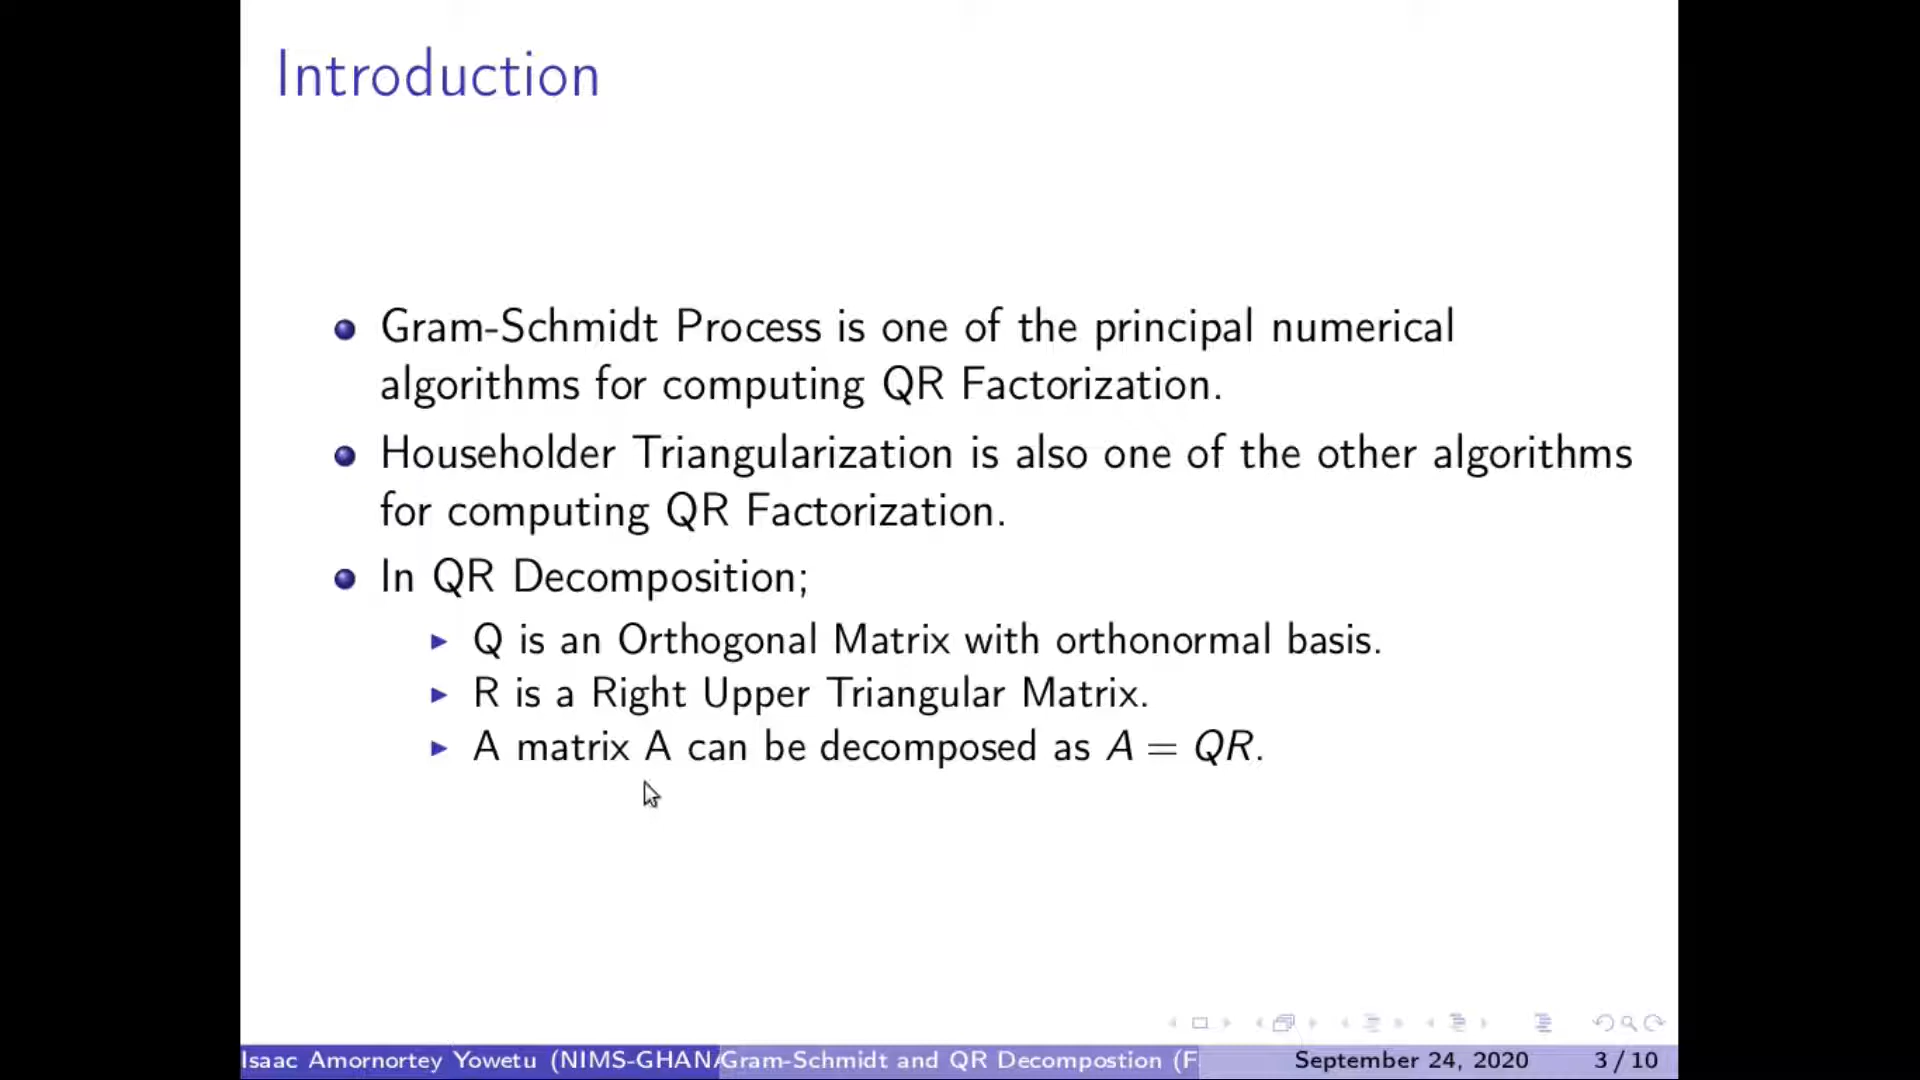 Introduction
Gram-Schmidt Process is one of the principal numerical
algorithms for computing QR Factorization.
Householder Triangularization is also one of the other algorithms
for computing QR Factorization.
In QR Decomposition;
Q is an Orthogonal Matrix with orthonormal basis.
R is a Right Upper Triangular Matrix.
A matrix A can be decomposed as A = QR.
Isaac Amornortey Yowetu (NIMS-GHANA Gram-Schmidt and QR Decompostion (F September 24, 2020 3 / 10